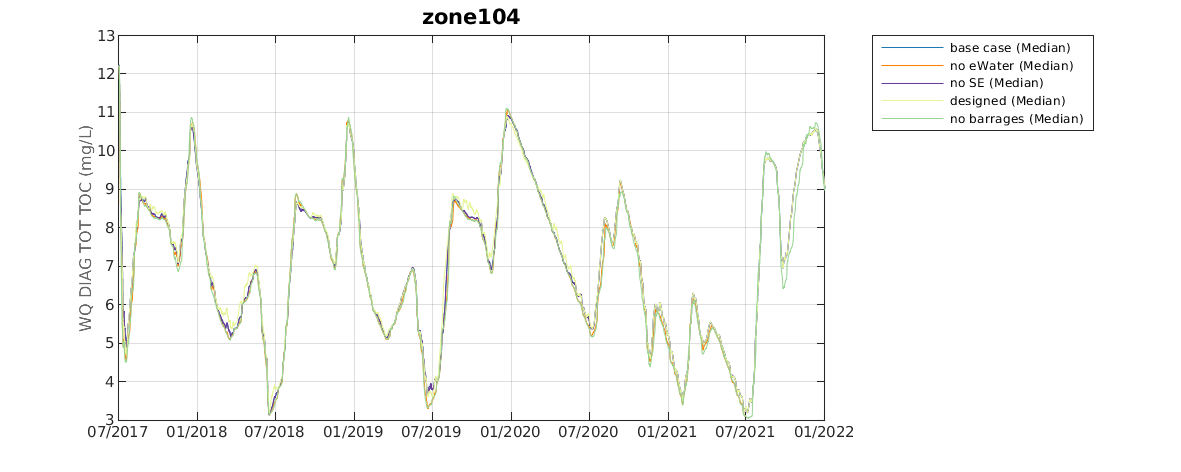 zone104
WQ DIAG TOT TOC (mg/L)
13
12
11
10
9
8
7
6
5
4
3
07/2017 01/2018 07/2018 01/2019 07/2019 01/2020 07/2020 01/2021 07/2021 01/2022
base case (Median)
no eWater (Median)
no SE (Median)
designed (Median)
no barrages (Median)